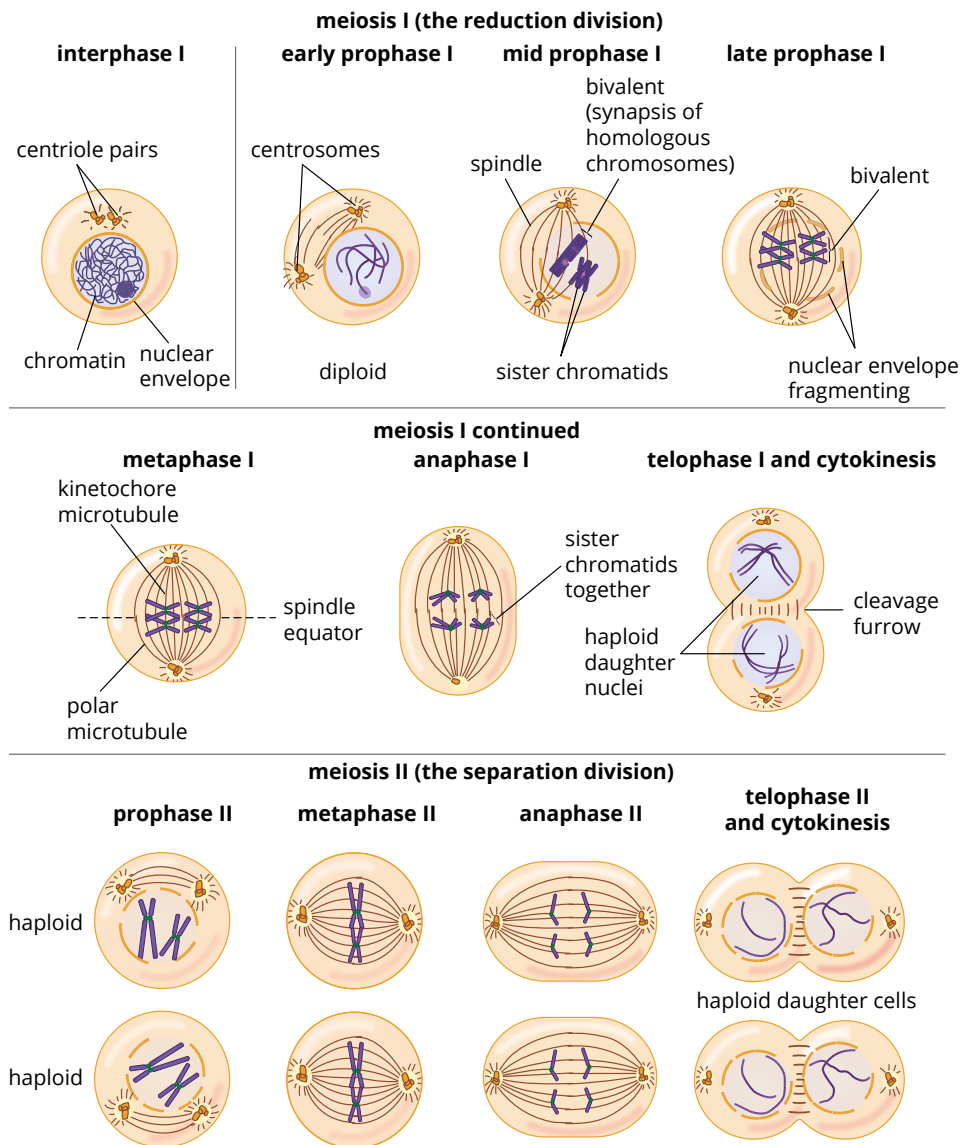 meiosis I (the reduction division)
interphase I
early prophase I
mid prophase I
late prophase I
centriole pairs
chromatin
nuclear
envelope
centrosomes
diploid
spindle
bivalent
(synapsis of
homologous
chromosomes)
sister chromatids
bivalent
nuclear envelope
fragmenting
meiosis I continued
metaphase I
anaphase I
telophase I and cytokinesis
kinetochore
microtubule
spindle
equator
polar
microtubule
sister
chromatids
together
haploid
daughter
nuclei
cleavage
furrow
meiosis II (the separation division)
prophase II
metaphase II
anaphase II
telophase II
and cytokinesis
haploid
haploid daughter cells
haploid